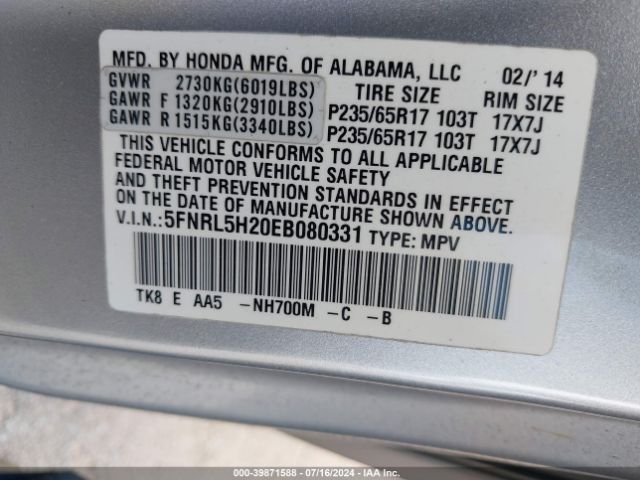 MFD. BY HONDA MFG. OF ALABAMA, LLC 02/' 14
GVWR 2730KG(6019LBS) TIRE SIZE RIM SIZE
GAWR F 1320KG(2910LBS) P235/65R17 103T 17X7J
GAWR R 1515KG(3340LBS) P235/65R17 103T 17X7J
THIS VEHICLE CONFORMS TO ALL APPLICABLE
FEDERAL MOTOR VEHICLE SAFETY
AND THEFT PREVENTION STANDARDS IN EFFECT
ON THE DATE OF MANUFACTURE SHOWN ABOVE.
V.I.N.:5FNRL5H20EB080331 TYPE: MPV
TK8 E AA5 -NH700M -C -B
000-39871588 | 07/16/2024 | - IAA Inc.